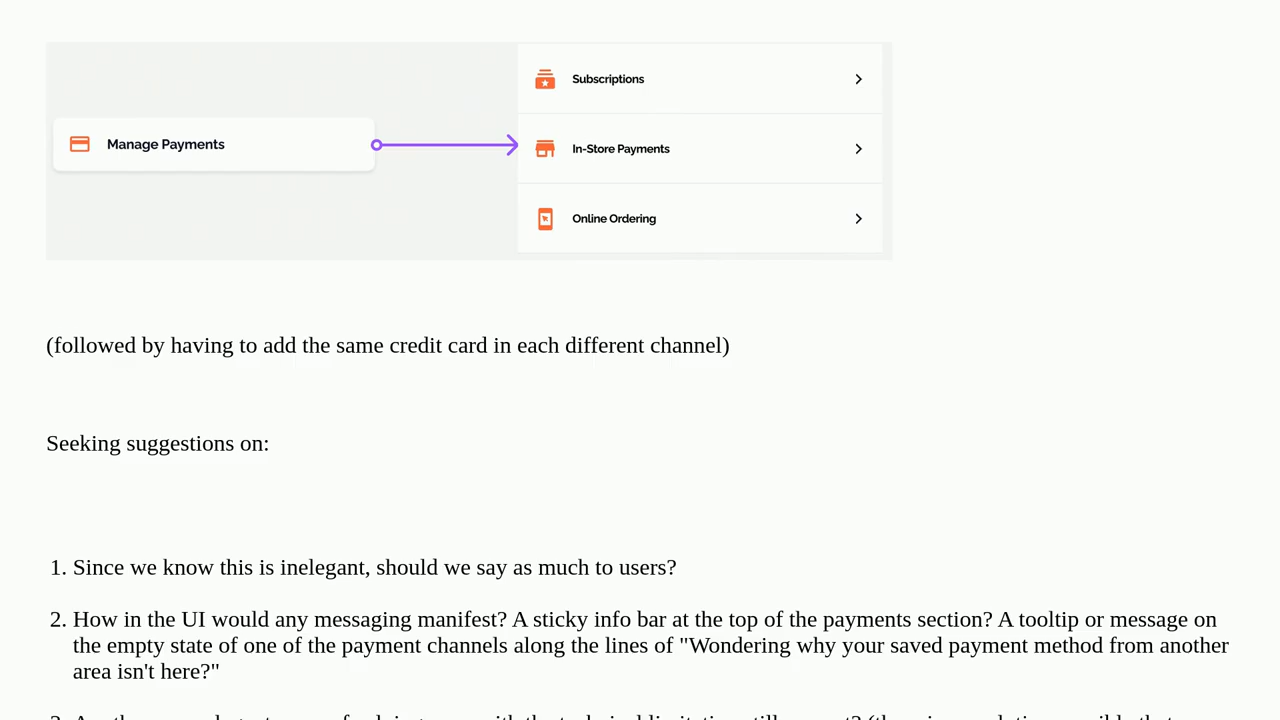 Subscriptions
Manage Payments
In-Store Payments
Online Ordering
(followed by having to add the same credit card in each different channel)
Seeking suggestions on:
1. Since we know this is inelegant, should we say as much to users?
2. How in the UI would any messaging manifest? A sticky info bar at the top of the payments section? A tooltip or message on
the empty state of one of the payment channels along the lines of "Wondering why your saved payment method from another
area isn't here?"